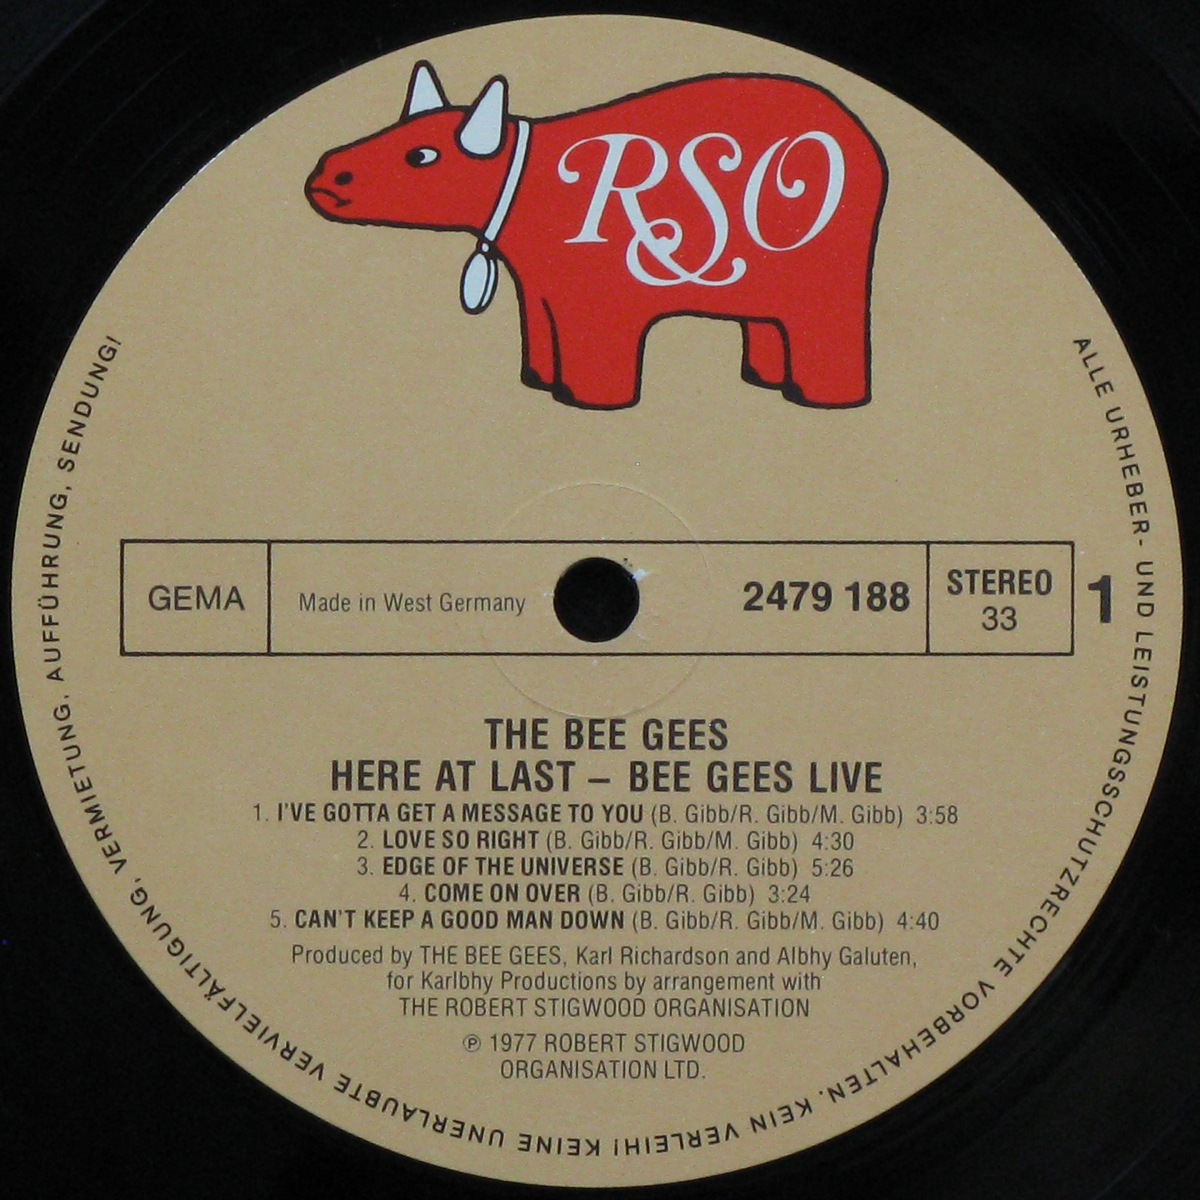 RSO
GEMA
Made in West Germany
2479 188
STEREO
33
1
THE BEE GEES
HERE AT LAST – BEE GEES LIVE
1. I'VE GOTTA GET A MESSAGE TO YOU (B. Gibb/R. Gibb/M. Gibb) 3:58
2. LOVE SO RIGHT (B. Gibb/R. Gibb/M. Gibb) 4:30
3. EDGE OF THE UNIVERSE (B. Gibb/R. Gibb) 5:26
4. COME ON OVER (B. Gibb/R. Gibb) 3:24
5. CAN'T KEEP A GOOD MAN DOWN (B. Gibb/R. Gibb/M. Gibb) 4:40
Produced by THE BEE GEES, Karl Richardson and Albhy Galuten,
for Karlbhy Productions by arrangement with
THE ROBERT STIGWOOD ORGANISATION
℗ 1977 ROBERT STIGWOOD
ORGANISATION LTD.
ALLE URHEBER- UND LEISTUNGSSCHUTZRECHTE VORBEHALTEN. KEIN VERLEIH! KEINE UNERLAUBTE VERVIELFÄLTIGUNG, VERMIETUNG, AUFFÜHRUNG, SENDUNG!